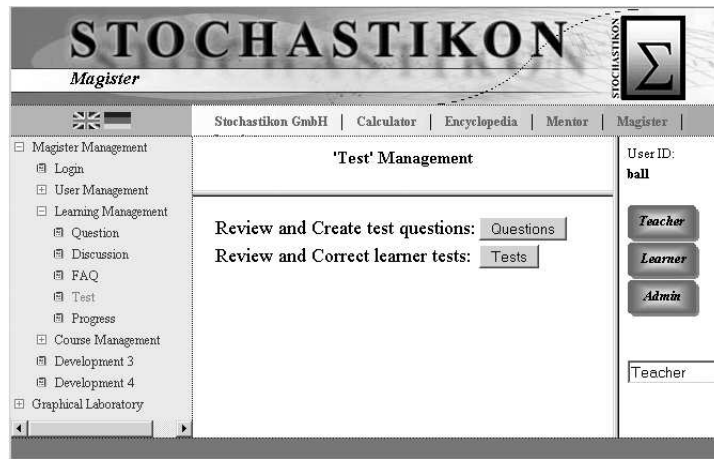 STOCHASTIKON
Magister
STOCHASTIKON
Σ
Stochastikon GmbH | Calculator | Encyclopedia | Mentor | Magister |
Magister Management
Login
User Management
Learning Management
Question
Discussion
FAQ
Test
Progress
Course Management
Development 3
Development 4
Graphical Laboratory
'Test' Management
Review and Create test questions: Questions
Review and Correct learner tests: Tests
User ID:
ball
Teacher
Learner
Admin
Teacher